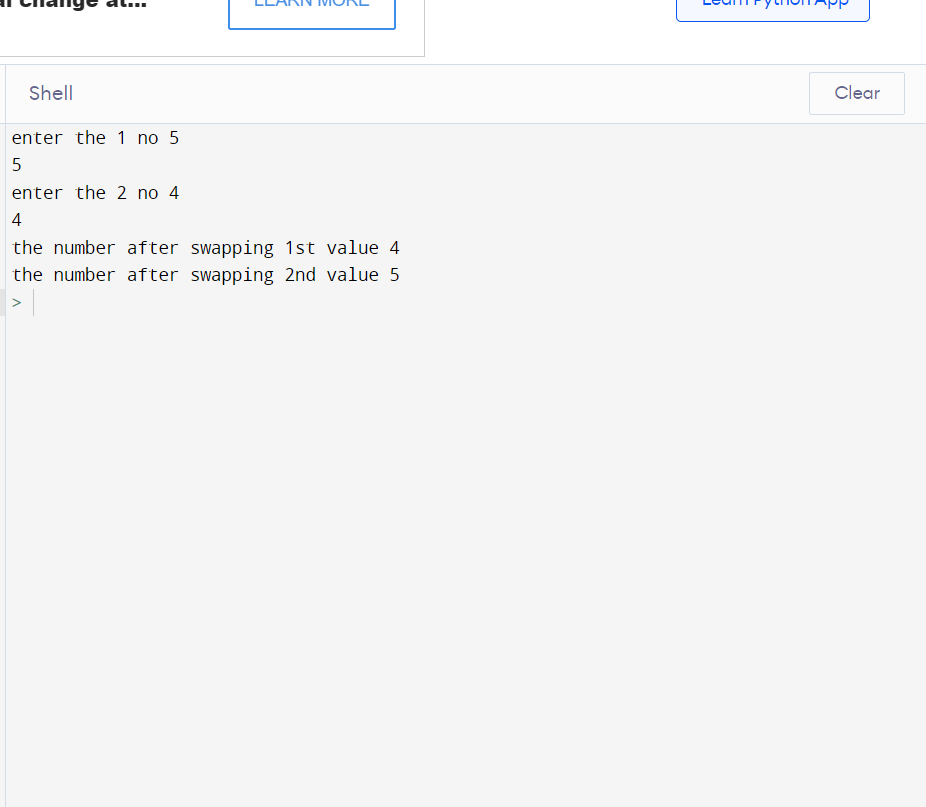 al change at...
LEARN MORE
Learn Python App
Shell
Clear
enter the 1 no 5
5
enter the 2 no 4
4
the number after swapping 1st value 4
the number after swapping 2nd value 5
>